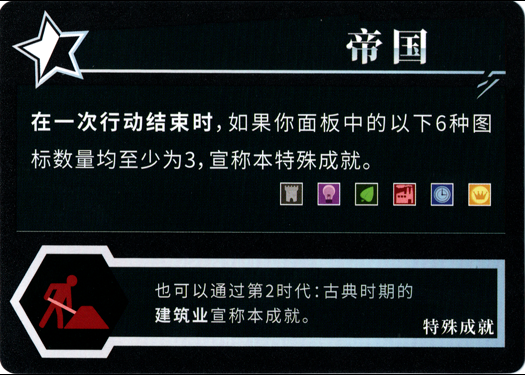 帝国
在一次行动结束时，如果你面板中的以下6种图
标数量均至少为3，宣称本特殊成就。
也可以通过第2时代：古典时期的
建筑业宣称本成就。
特殊成就